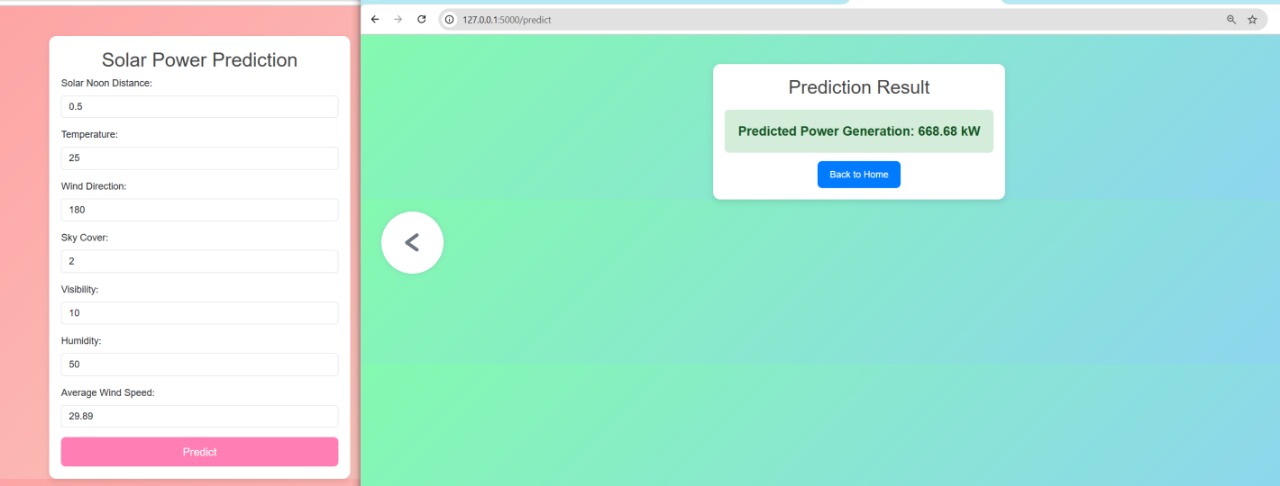 Solar Power Prediction
Solar Noon Distance:
0.5
Temperature:
25
Wind Direction:
180
Sky Cover:
2
Visibility:
10
Humidity:
50
Average Wind Speed:
29.89
Predict
127.0.0.1:5000/predict
Prediction Result
Predicted Power Generation: 668.68 kW
Back to Home